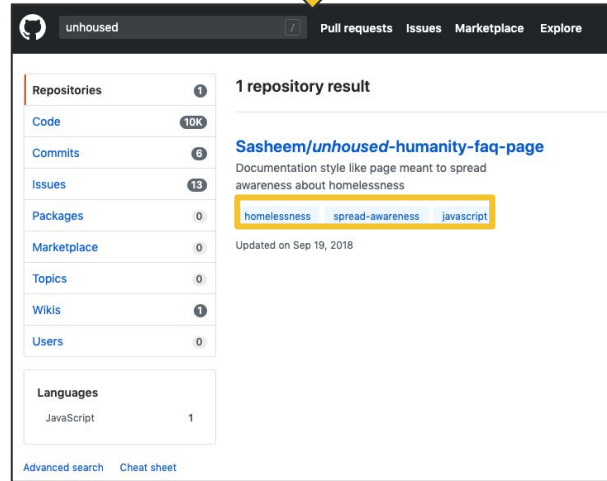 unhoused / Pull requests Issues Marketplace Explore
Repositories 1
Code 10K
Commits 6
Issues 13
Packages 0
Marketplace 0
Topics 0
Wikis 1
Users 0
Languages
JavaScript 1
Advanced search Cheat sheet
1 repository result
Sasheem/unhoused-humanity-faq-page
Documentation style like page meant to spread
awareness about homelessness
homelessness spread-awareness javascript
Updated on Sep 19, 2018